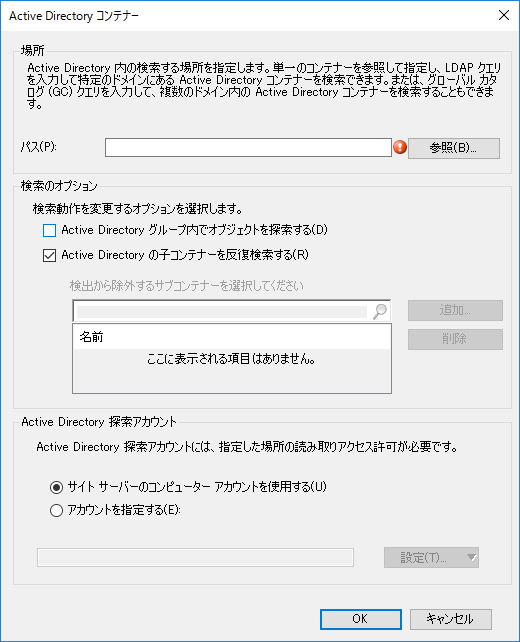 Active Directory コンテナー
場所
Active Directory 内の検索する場所を指定します。単一のコンテナーを参照して指定し、LDAP クエリ
を入力して特定のドメインにある Active Directory コンテナーを検索できます。または、グローバル カタ
ログ (GC) クエリを入力して、複数のドメイン内の Active Directory コンテナーを検索することもできま
す。
パス(P):
参照(B)...
検索のオプション
検索動作を変更するオプションを選択します。
Active Directory グループ内でオブジェクトを探索する(D)
Active Directory の子コンテナーを反復検索する(R)
検出から除外するサブコンテナーを選択してください
追加...
名前
削除
ここに表示される項目はありません。
Active Directory 探索アカウント
Active Directory 探索アカウントには、指定した場所の読み取りアクセス許可が必要です。
サイト サーバーのコンピューター アカウントを使用する(U)
アカウントを指定する(E):
設定(T)...
OK
キャンセル